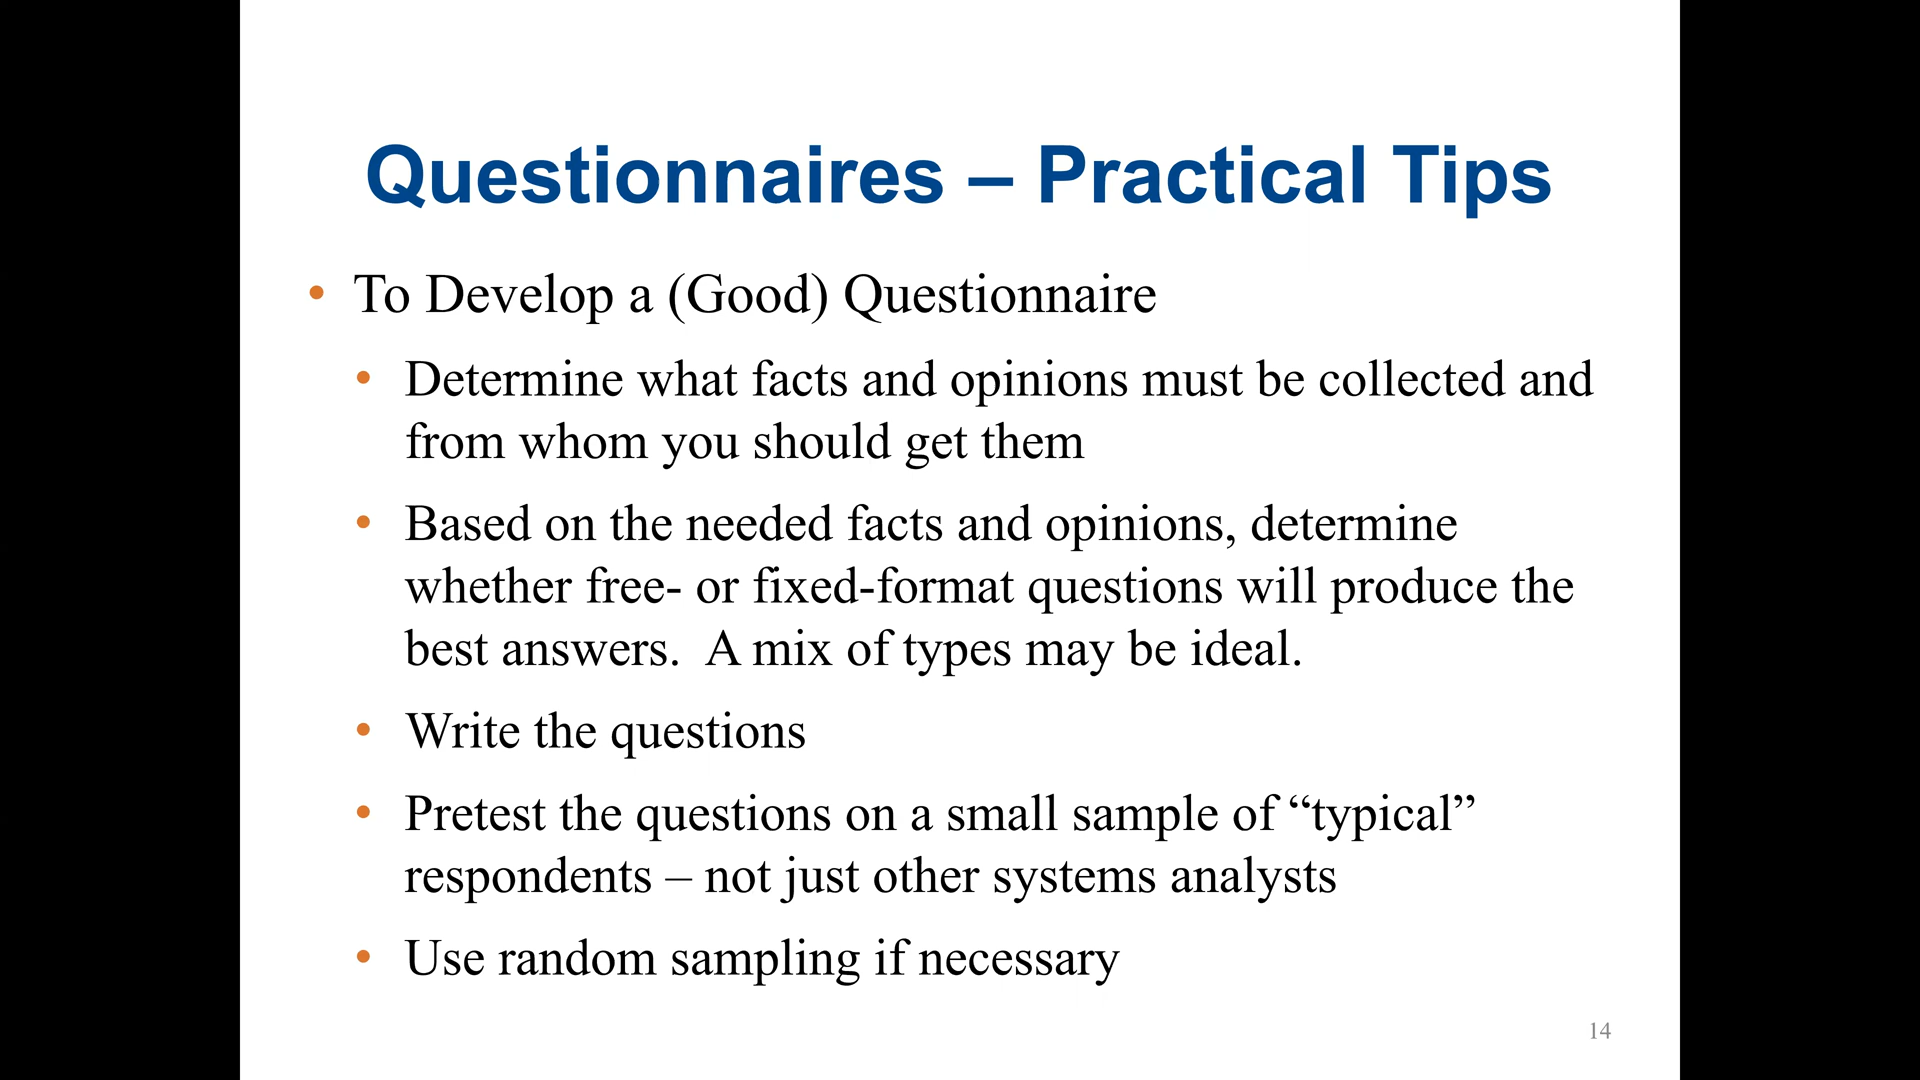 Questionnaires – Practical Tips
• To Develop a (Good) Questionnaire
• Determine what facts and opinions must be collected and
from whom you should get them
• Based on the needed facts and opinions, determine
whether free- or fixed-format questions will produce the
best answers.  A mix of types may be ideal.
• Write the questions
• Pretest the questions on a small sample of “typical”
respondents – not just other systems analysts
• Use random sampling if necessary
14